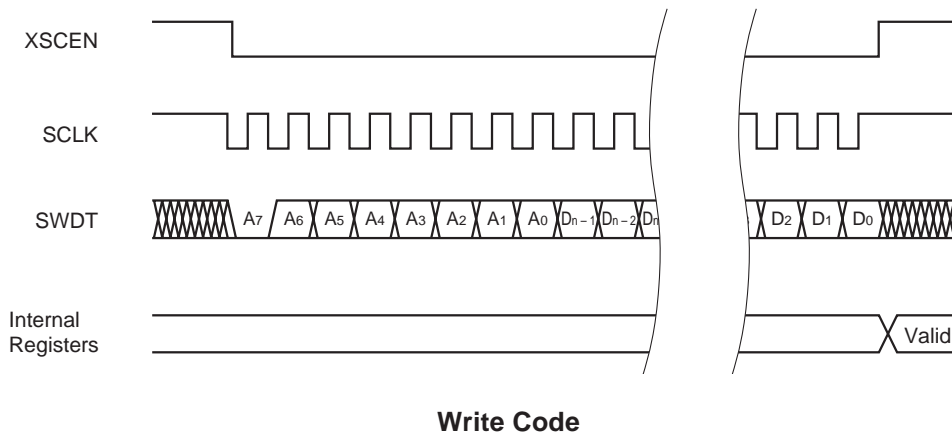 XSCEN
SCLK
SWDT A7 A6 A5 A4 A3 A2 A1 A0 Dn – 1 Dn – 2 D2 D1 D0
Internal
Registers
Valid
Write Code